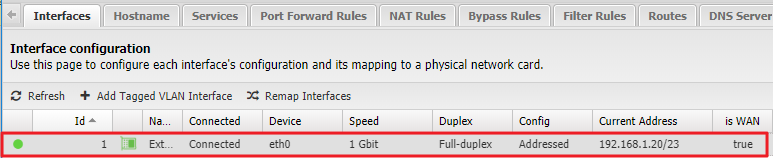 Interfaces Hostname Services Port Forward Rules NAT Rules Bypass Rules Filter Rules Routes DNS Server
Interface configuration
Use this page to configure each interface's configuration and its mapping to a physical network card.
Refresh Add Tagged VLAN Interface Remap Interfaces
Id Na... Connected Device Speed Duplex Config Current Address is WAN
1 Ext... Connected eth0 1 Gbit Full-duplex Addressed 192.168.1.20/23 true